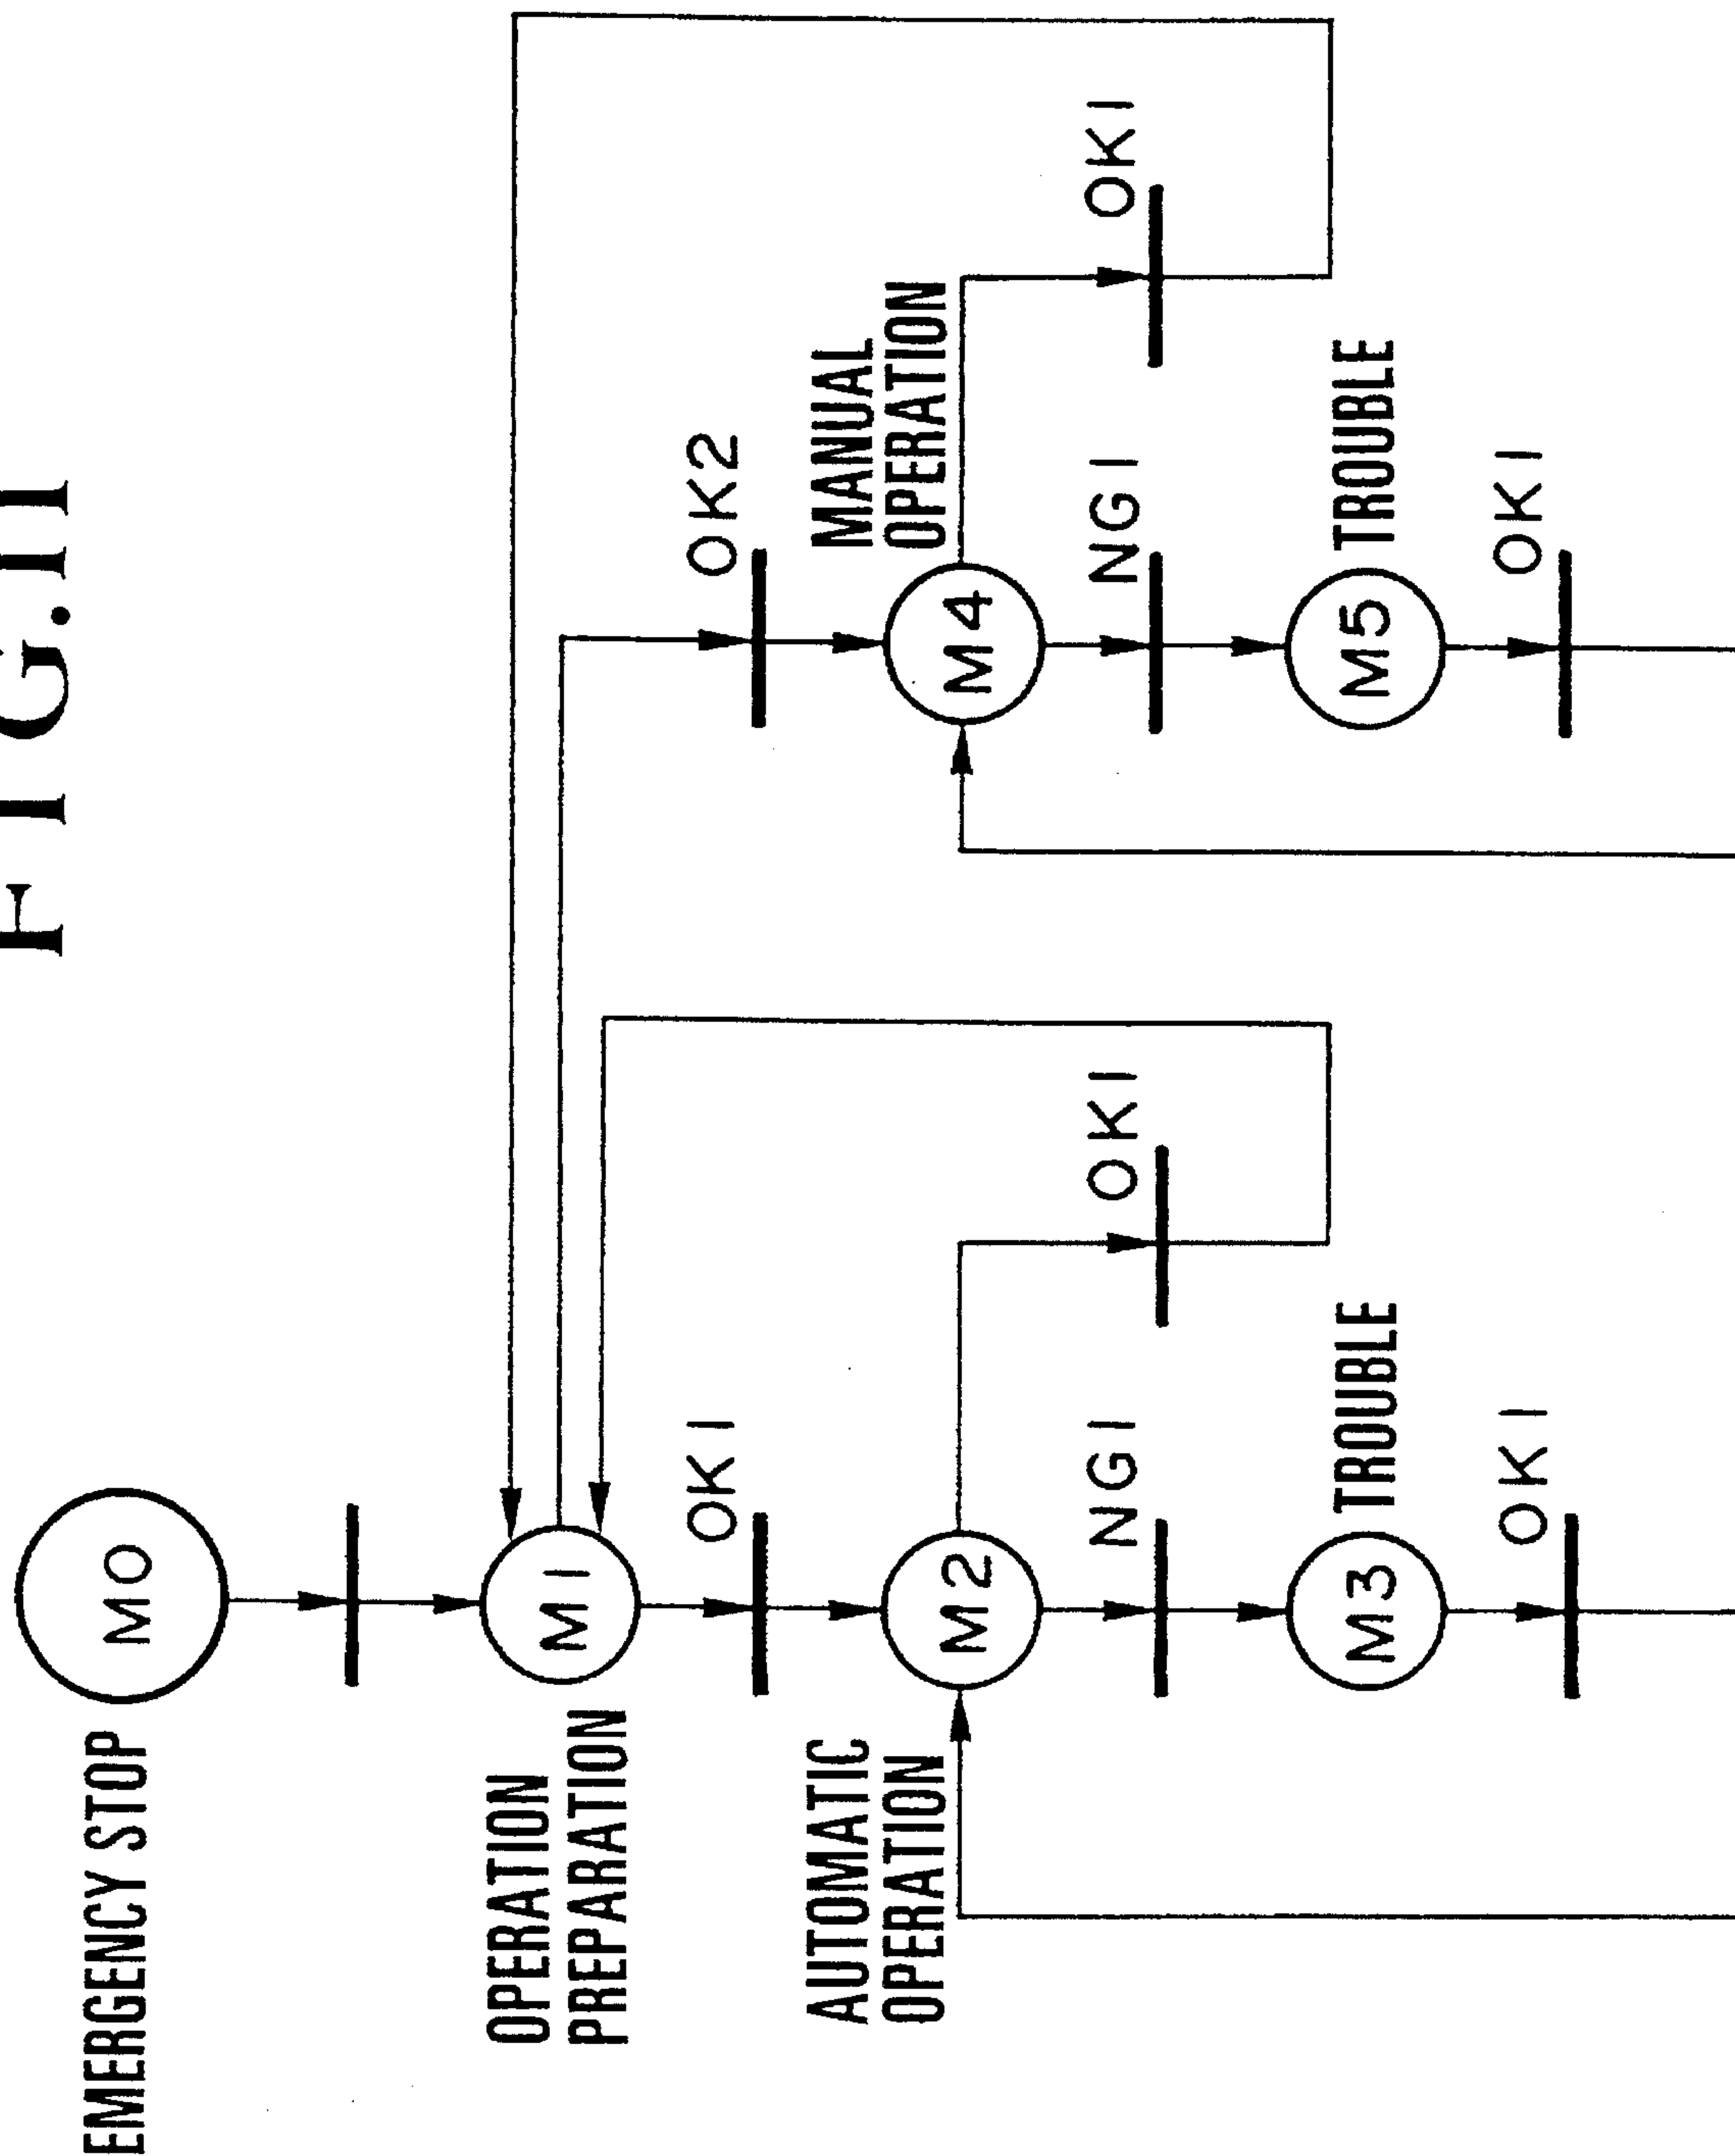 FIG.11
EMERGENCY STOP
M0
OPERATION
PREPARATION
M1
OK1
OK2
AUTOMATIC
OPERATION
M2
MANUAL
OPERATION
M4
NG1
OK1
NG1
OK1
M3
TROUBLE
M5
TROUBLE
OK1
OK1